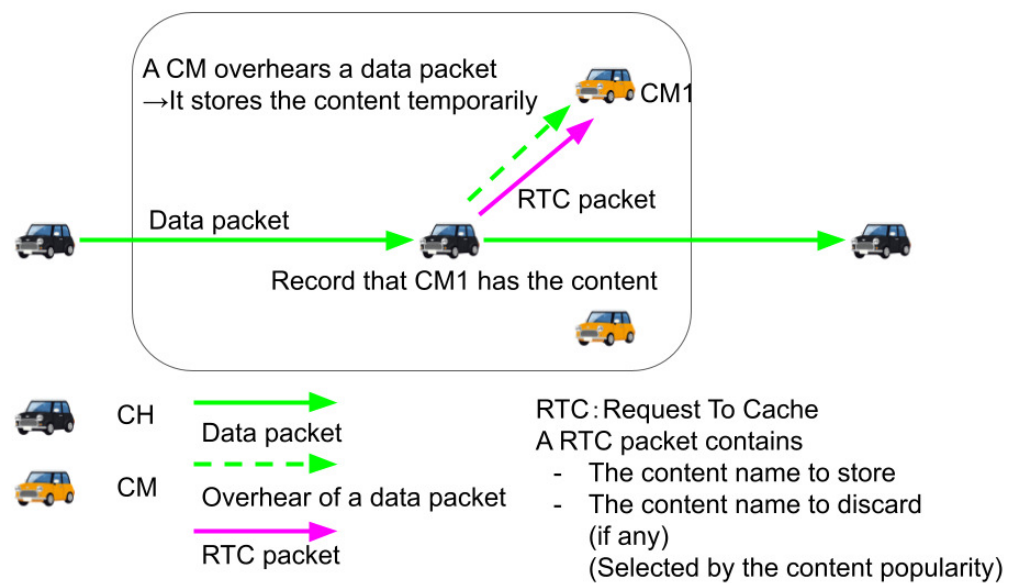 A CM overhears a data packet
→It stores the content temporarily
CM1
RTC packet
Data packet
Record that CM1 has the content
CH
Data packet
CM
Overhear of a data packet
RTC packet
RTC：Request To Cache
A RTC packet contains
- The content name to store
- The content name to discard
(if any)
(Selected by the content popularity)